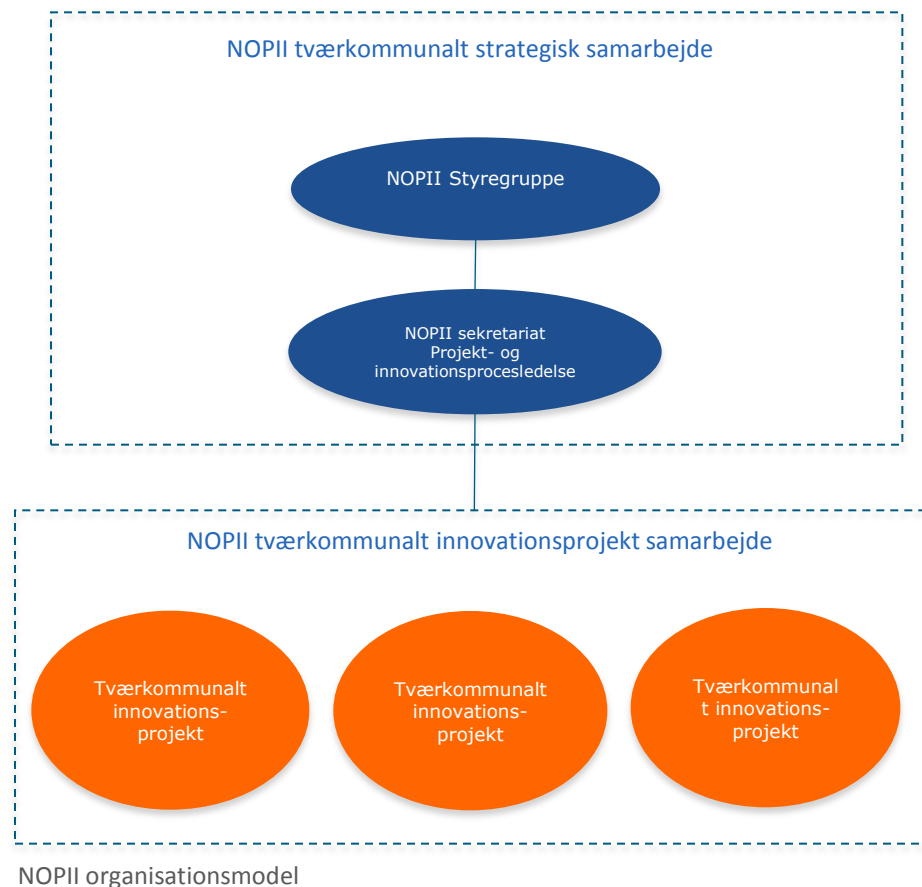 NOPII tværkommunalt strategisk samarbejde
NOPII Styregruppe
NOPII sekretariat
Projekt- og
innovationsprocesledelse
NOPII tværkommunalt innovationsprojekt samarbejde
Tværkommunalt
innovations-
projekt
Tværkommunalt
innovations-
projekt
Tværkommunal
t innovations-
projekt
NOPII organisationsmodel